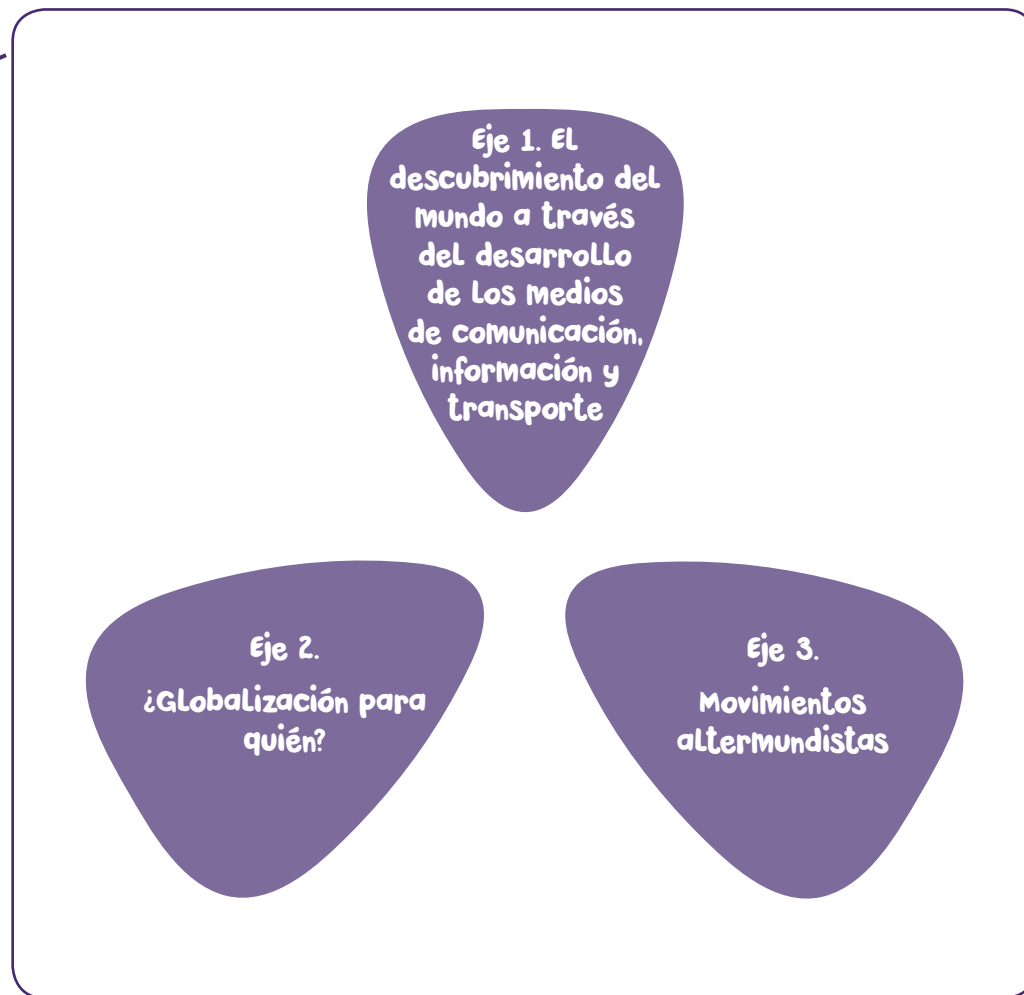 Eje 1. El
descubrimiento del
mundo a través
del desarrollo
de los medios
de comunicación,
información y
transporte
Eje 2.
¿Globalización para
quién?
Eje 3.
Movimientos
altermundistas